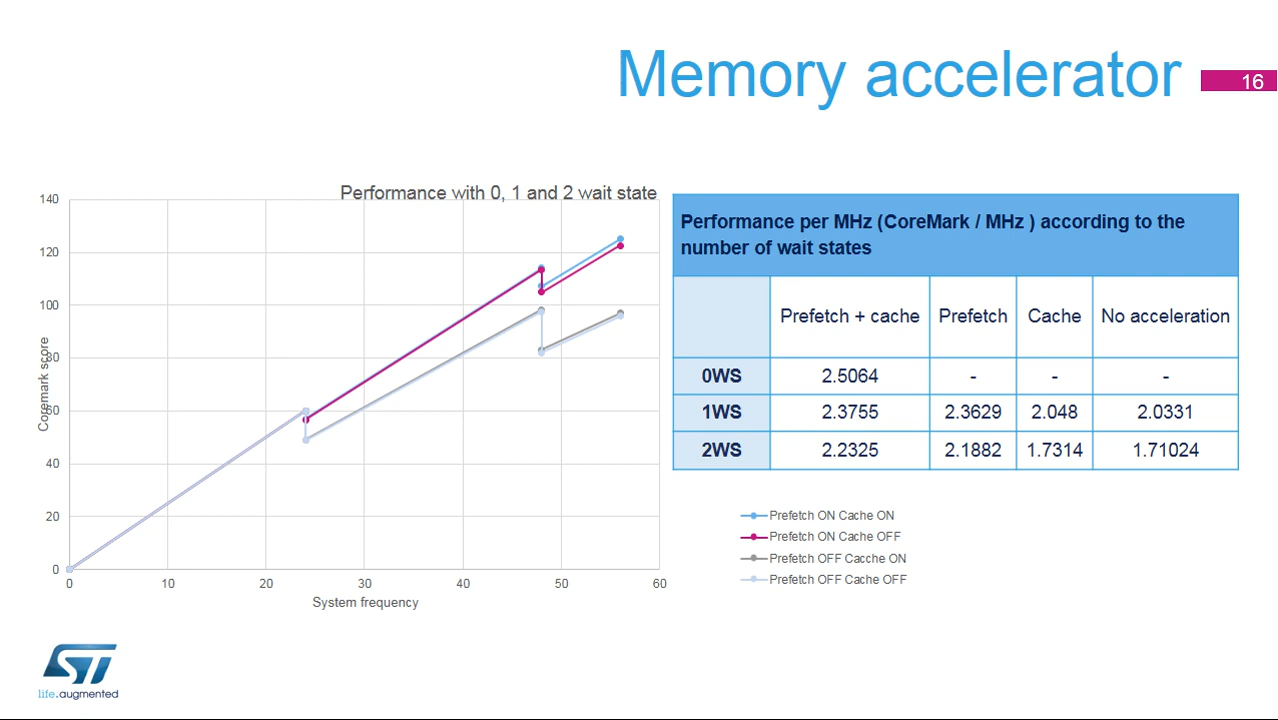 Memory accelerator
16
Performance with 0, 1 and 2 wait state
140
120
100
80
60
40
20
0
Coremark score
0 10 20 30 40 50 60
System frequency
Performance per MHz (CoreMark / MHz ) according to the
number of wait states
Prefetch + cache Prefetch Cache No acceleration
0WS 2.5064 - - -
1WS 2.3755 2.3629 2.048 2.0331
2WS 2.2325 2.1882 1.7314 1.71024
Prefetch ON Cache ON
Prefetch ON Cache OFF
Prefetch OFF Cacche ON
Prefetch OFF Cache OFF
ST
life.augmented